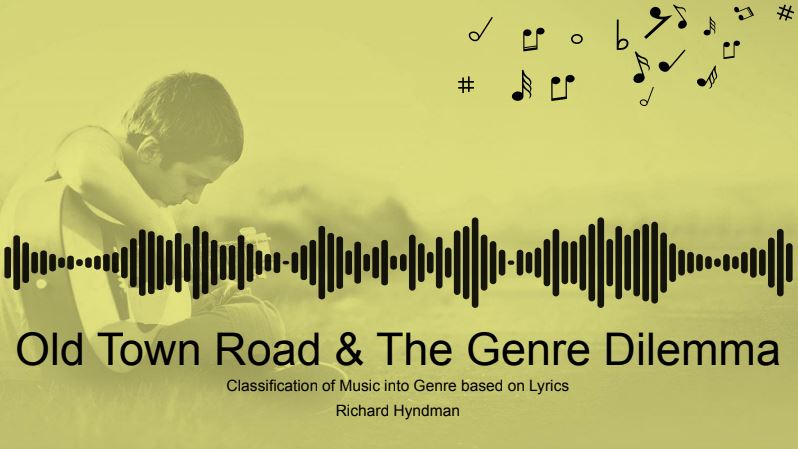 Old Town Road & The Genre Dilemma
Classification of Music into Genre based on Lyrics
Richard Hyndman